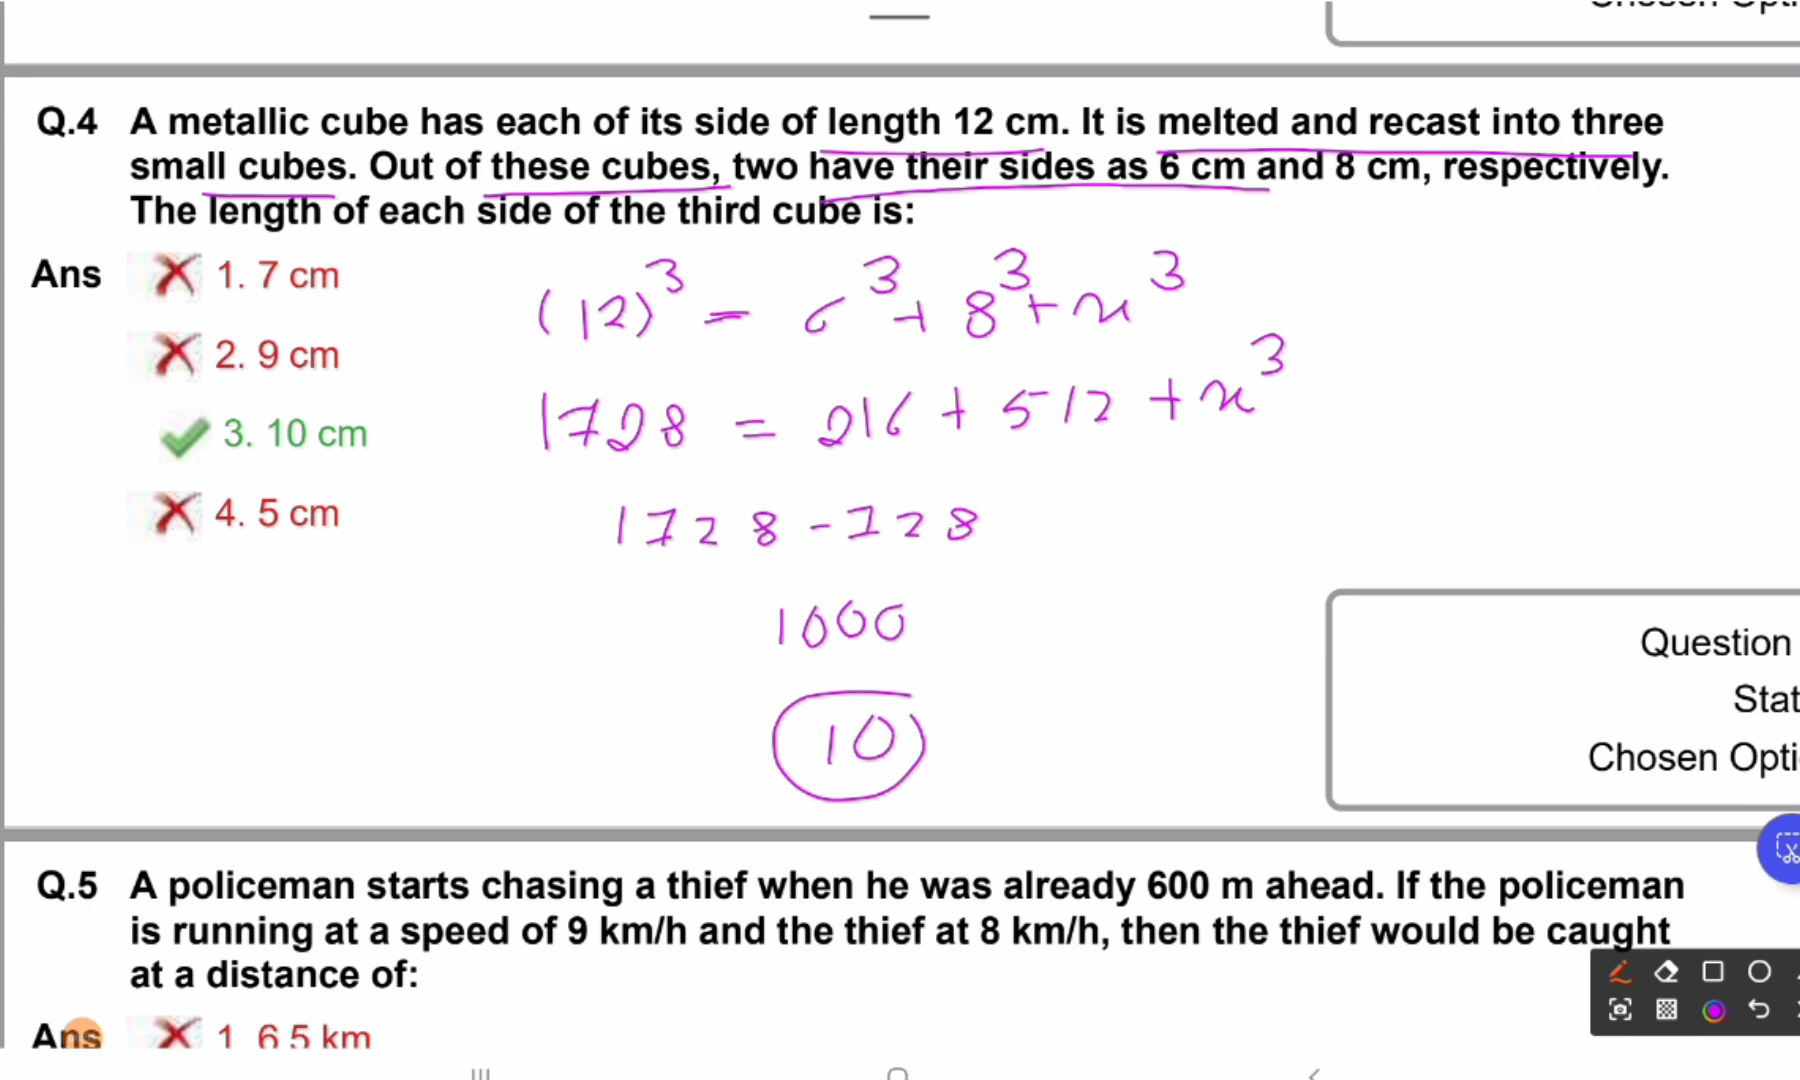 Q.4 A metallic cube has each of its side of length 12 cm. It is melted and recast into three
small cubes. Out of these cubes, two have their sides as 6 cm and 8 cm, respectively.
The length of each side of the third cube is:
Ans 1. 7 cm
2. 9 cm
3. 10 cm
4. 5 cm
(12)³ = 6³ + 8³ + x³
1728 = 216 + 512 + x³
1728 - 728
1000
10
Question
Stat
Chosen Opti
Q.5 A policeman starts chasing a thief when he was already 600 m ahead. If the policeman
is running at a speed of 9 km/h and the thief at 8 km/h, then the thief would be caught
at a distance of:
Ans 1. 6.5 km